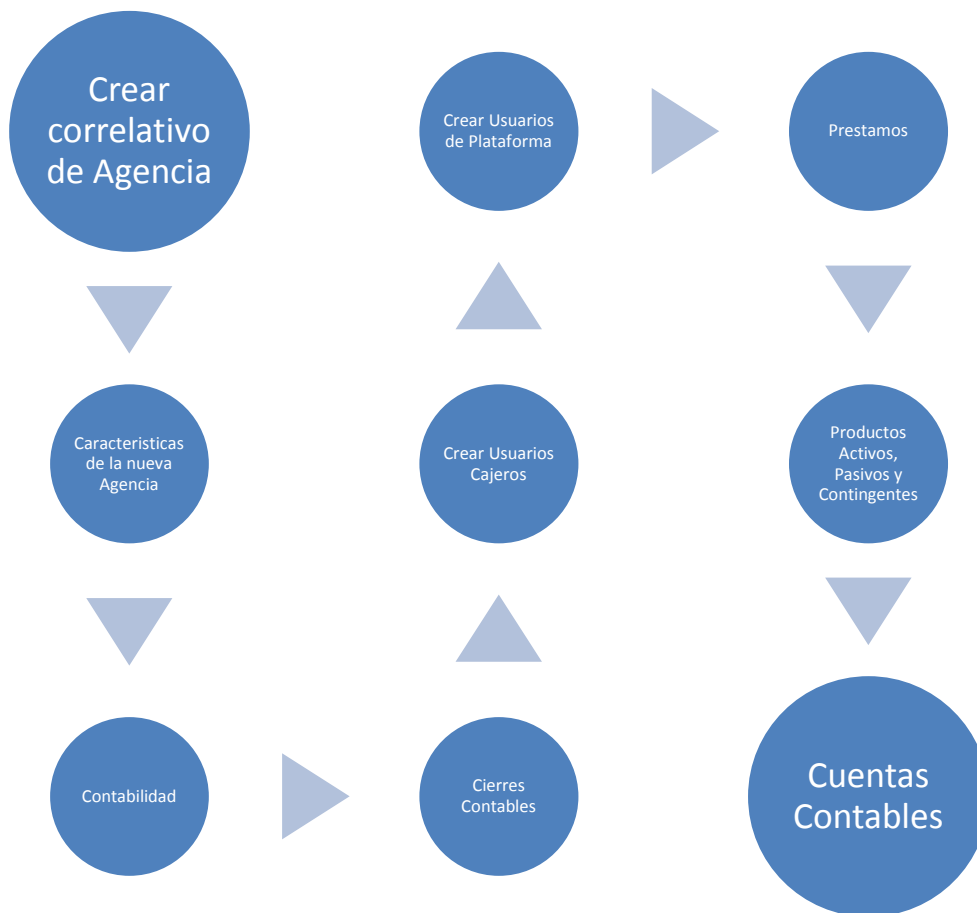 Crear
correlativo
de Agencia
Caracteristicas
de la nueva
Agencia
Contabilidad
Cierres
Contables
Crear Usuarios
Cajeros
Crear Usuarios
de Plataforma
Prestamos
Productos
Activos,
Pasivos y
Contingentes
Cuentas
Contables